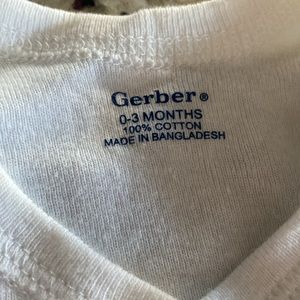 Gerber®
0-3 MONTHS
100% COTTON
MADE IN BANGLADESH